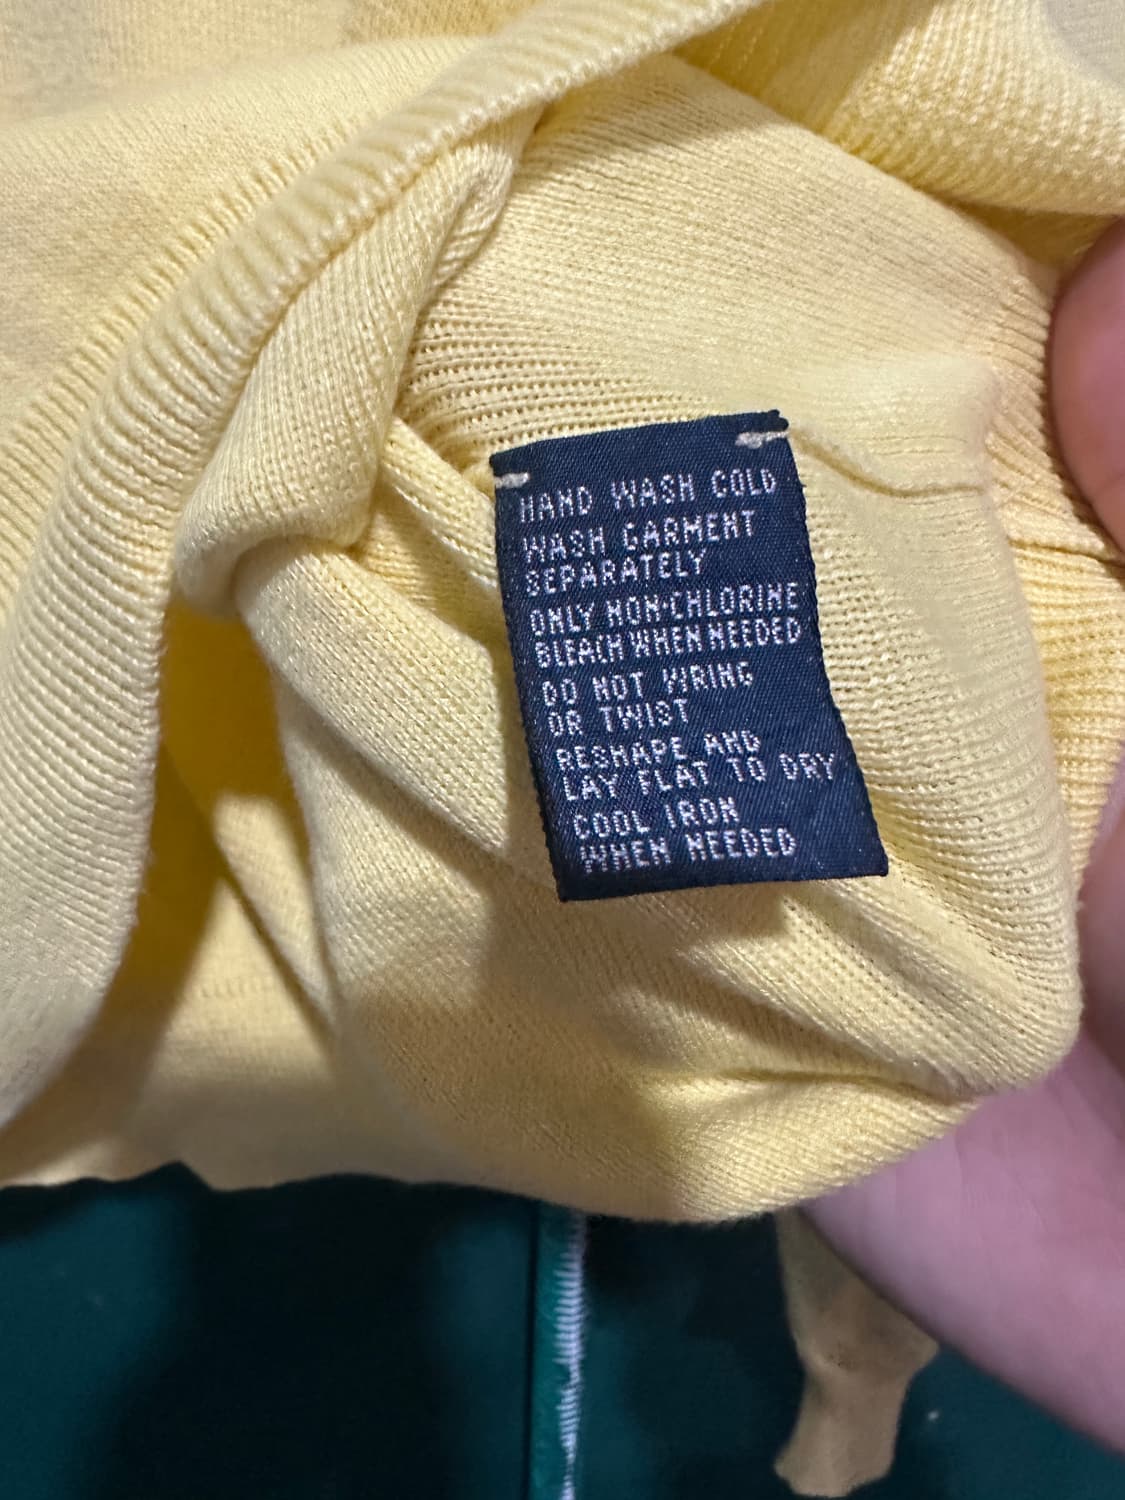 HAND WASH COLD
WASH GARMENT
SEPARATELY
ONLY NON-CHLORINE
BLEACH WHEN NEEDED
DO NOT WRING
OR TWIST
RESHAPE AND
LAY FLAT TO DRY
COOL IRON
WHEN NEEDED